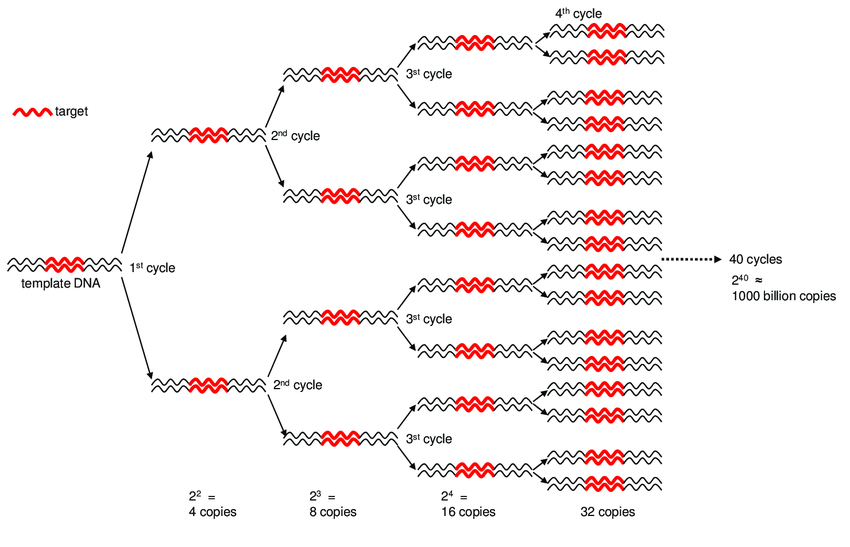 4th cycle
3st cycle
target
2nd cycle
3st cycle
1st cycle
template DNA
40 cycles
2^40 ≈
1000 billion copies
3st cycle
2nd cycle
3st cycle
2^2 =
4 copies
2^3 =
8 copies
2^4 =
16 copies
32 copies